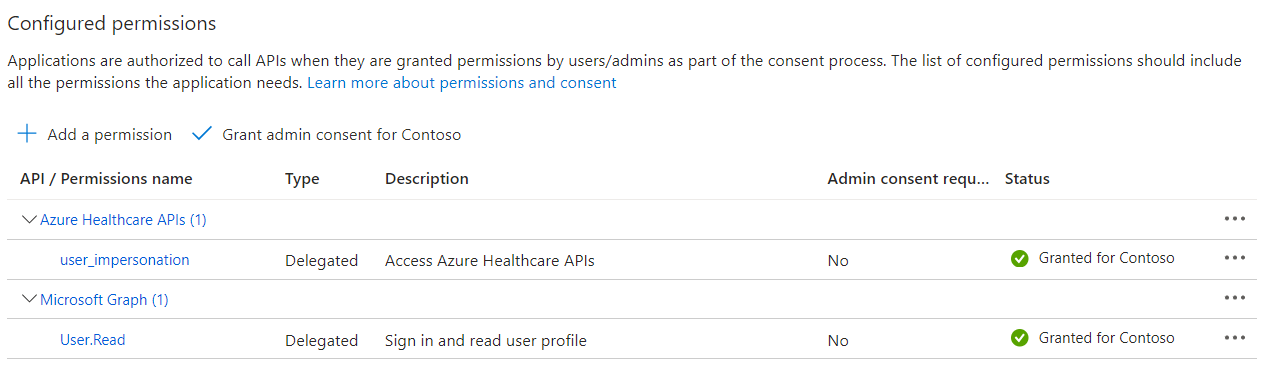 Configured permissions
Applications are authorized to call APIs when they are granted permissions by users/admins as part of the consent process. The list of configured permissions should include
all the permissions the application needs. Learn more about permissions and consent
Add a permission Grant admin consent for Contoso
API / Permissions name Type Description Admin consent requ... Status
Azure Healthcare APIs (1)
user_impersonation Delegated Access Azure Healthcare APIs No Granted for Contoso
Microsoft Graph (1)
User.Read Delegated Sign in and read user profile No Granted for Contoso